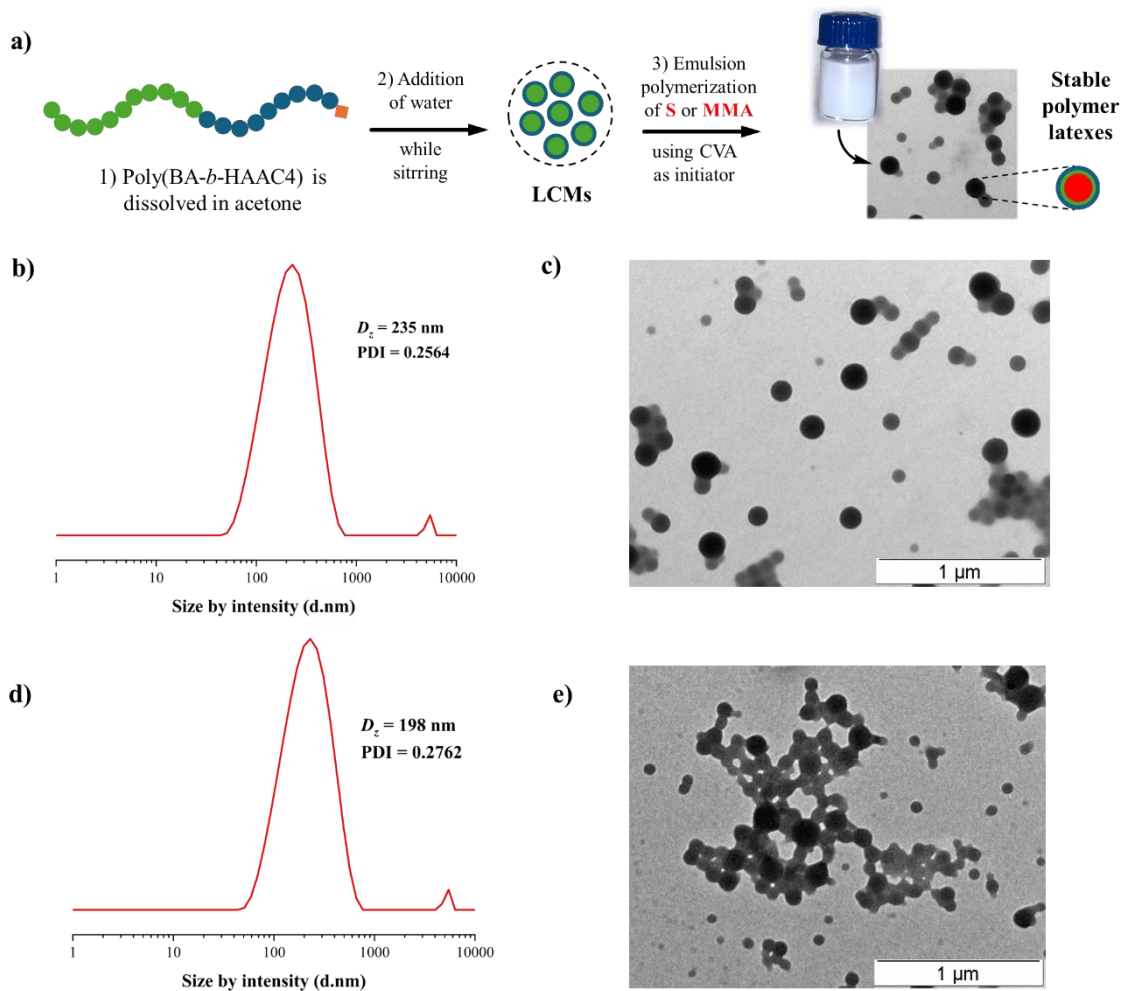 a)
1) Poly(BA-b-HAAC4) is
dissolved in acetone
2) Addition
of water
while
sitrring
LCMs
3) Emulsion
polymerization
of S or MMA
using CVA
as initiator
Stable
polymer
latexes
b)
Dz = 235 nm
PDI = 0.2564
1 10 100 1000 10000
Size by intensity (d.nm)
c)
1 µm
d)
Dz = 198 nm
PDI = 0.2762
1 10 100 1000 10000
Size by intensity (d.nm)
e)
1 µm